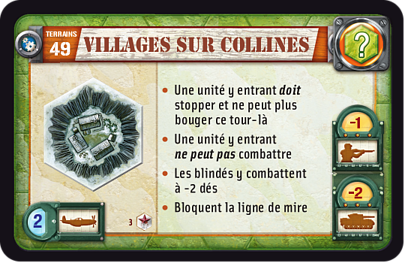 TERRAINS
49
VILLAGES SUR COLLINES
?
Une unité y entrant doit
stopper et ne peut plus
bouger ce tour-là
Une unité y entrant
ne peut pas combattre
Les blindés y combattent
à -2 dés
Bloquent la ligne de mire
-1
-2
2
3